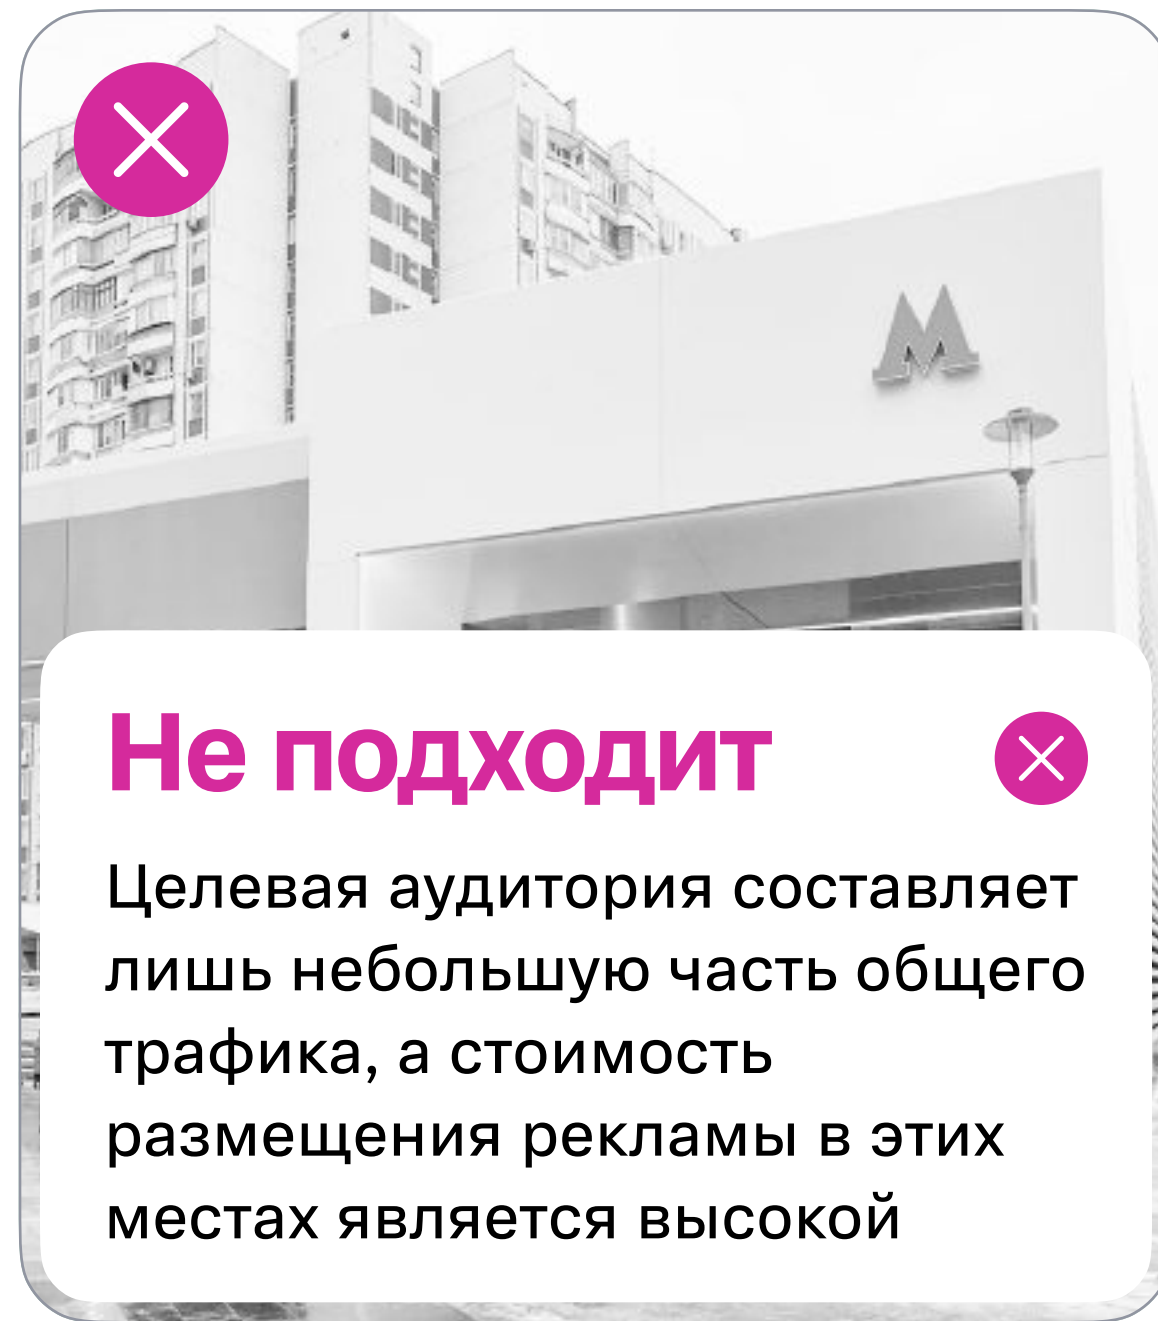 М
Не подходит
Целевая аудитория составляет
лишь небольшую часть общего
трафика, а стоимость
размещения рекламы в этих
местах является высокой